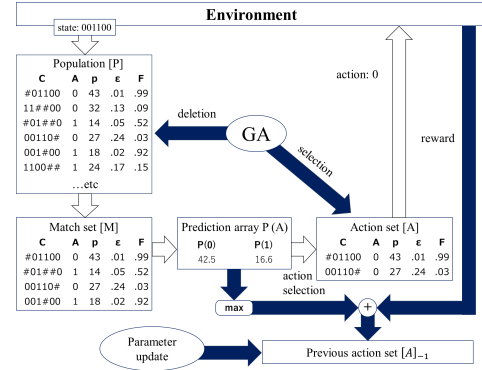 Environment
state: 001100
Population [P]
C A p ε F
#01100 0 43 .01 .99
11##00 0 32 .13 .09
#01##0 1 14 .05 .52
00110# 0 27 .24 .03
001#00 1 18 .02 .92
1100## 1 24 .17 .15
…etc
deletion
GA
selection
action: 0
reward
Match set [M]
C A p ε F
#01100 0 43 .01 .99
#01##0 1 14 .05 .52
00110# 0 27 .24 .03
001#00 1 18 .02 .92
Prediction array P (A)
P(0) P(1)
42.5 16.6
Action set [A]
C A p ε F
#01100 0 43 .01 .99
00110# 0 27 .24 .03
action
selection
max
+
Parameter
update
Previous action set [A]₋₁